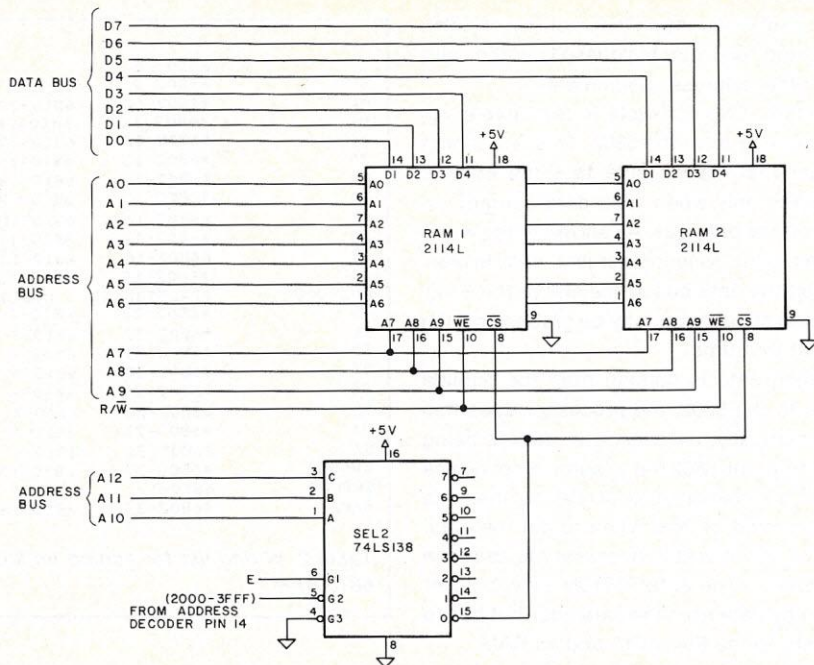 D7
D6
D5
D4
D3
D2
D1
D0
DATA BUS
+5V
+5V
14 13 12 11 18
14 13 12 11 18
D1 D2 D3 D4
D1 D2 D3 D4
A0 5 A0 5 A0
A1 6 A1 6 A1
A2 7 A2 7 A2
A3 4 A3 4 A3
A4 3 A4 3 A4
A5 2 A5 2 A5
A6 1 A6 1 A6
ADDRESS
BUS
RAM 1
2114L
RAM 2
2114L
9
9
A7 A8 A9 WE CS
A7 A8 A9 WE CS
17 16 15 10 8
17 16 15 10 8
A7
A8
A9
R/W
+5V
16
ADDRESS
BUS
A12 3 C
A11 2 B
A10 1 A
SEL2
74LS138
7 7
6 9
5 10
4 11
3 12
2 13
1 14
0 15
E 6 G1
(2000-3FFF) 5 G2
FROM ADDRESS 4 G3
DECODER PIN 14
8